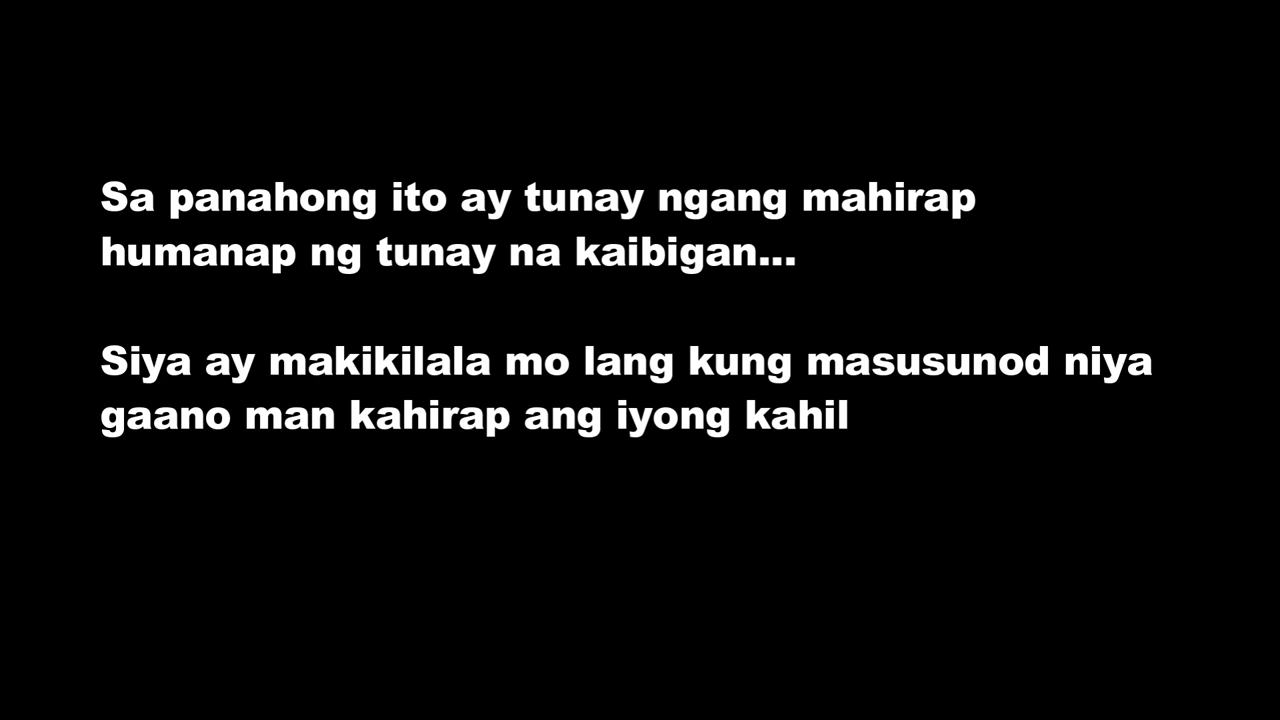 Sa panahong ito ay tunay ngang mahirap
humanap ng tunay na kaibigan...
Siya ay makikilala mo lang kung masusunod niya
gaano man kahirap ang iyong kahil